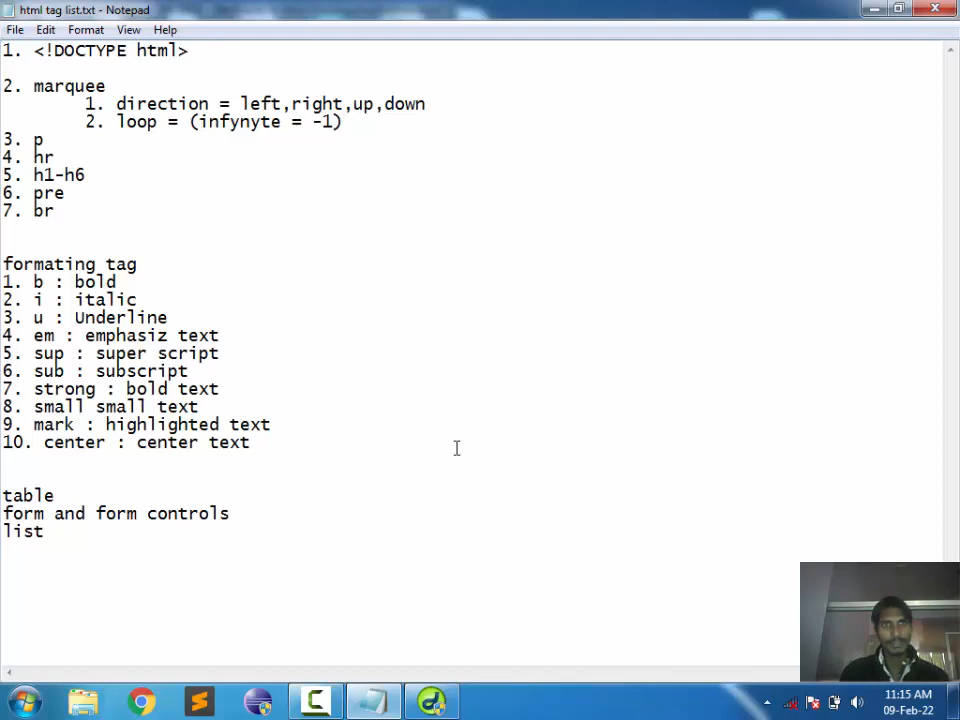 html tag list.txt - Notepad
File Edit Format View Help
1. <!DOCTYPE html>
2. marquee
1. direction = left,right,up,down
2. loop = (infynyte = -1)
3. p
4. hr
5. h1-h6
6. pre
7. br
formating tag
1. b : bold
2. i : italic
3. u : Underline
4. em : emphasiz text
5. sup : super script
6. sub : subscript
7. strong : bold text
8. small small text
9. mark : highlighted text
10. center : center text
table
form and form controls
list
11:15 AM
09-Feb-22